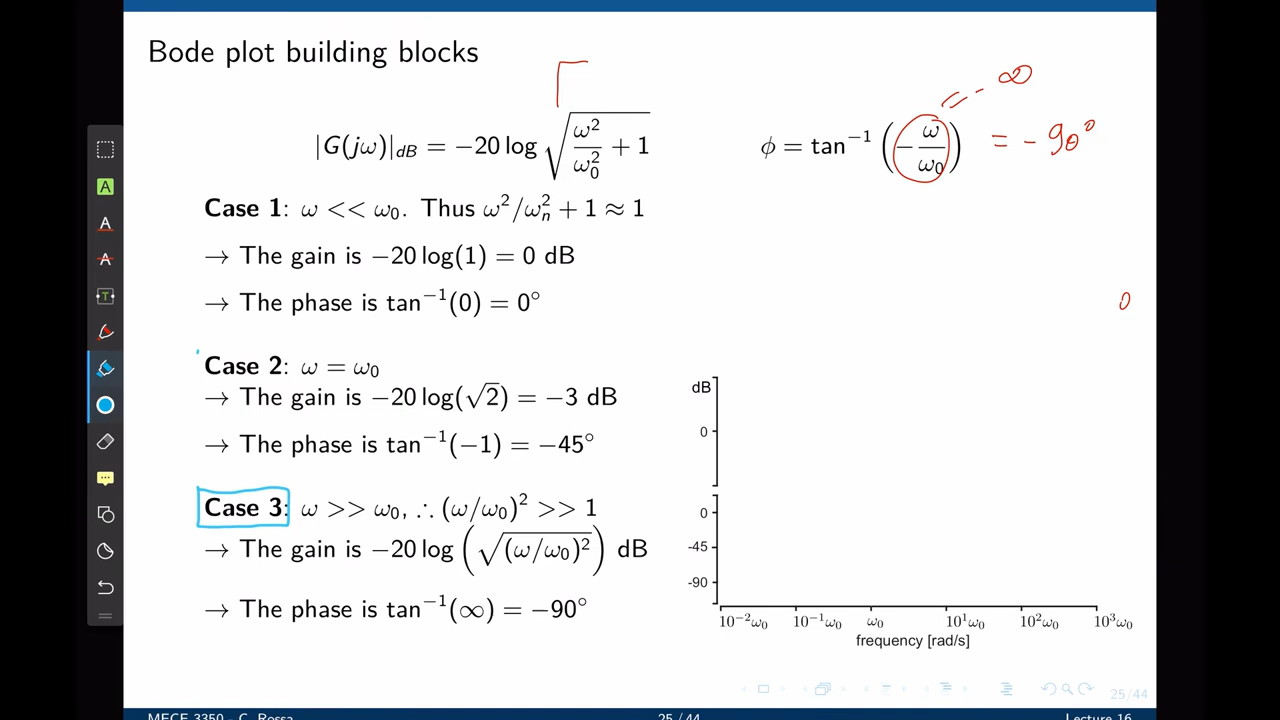 Bode plot building blocks
= - ∞
|G(jω)|dB = −20 log √(ω²/ω₀² + 1)
ϕ = tan⁻¹ (−ω/ω₀) = - 90°
Case 1: ω << ω₀. Thus ω²/ωₙ² + 1 ≈ 1
→ The gain is −20 log(1) = 0 dB
→ The phase is tan⁻¹(0) = 0°
0
Case 2: ω = ω₀
→ The gain is −20 log(√2) = −3 dB
→ The phase is tan⁻¹(−1) = −45°
Case 3: ω >> ω₀, ∴ (ω/ω₀)² >> 1
→ The gain is −20 log (√(ω/ω₀)²) dB
→ The phase is tan⁻¹(∞) = −90°
dB
0
0
-45
-90
10⁻²ω₀ 10⁻¹ω₀ ω₀ 10¹ω₀ 10²ω₀ 10³ω₀
frequency [rad/s]
25/44
MECE 3350 - C. Rossa 25 / 44 Lecture 16
A
A
A
T